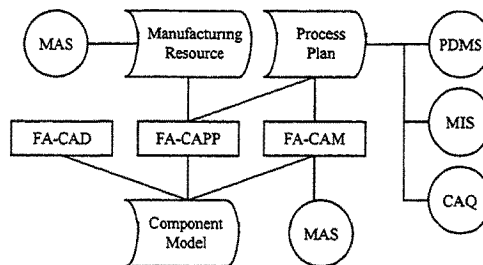 MAS
Manufacturing
Resource
Process
Plan
PDMS
FA-CAD
FA-CAPP
FA-CAM
MIS
Component
Model
MAS
CAQ